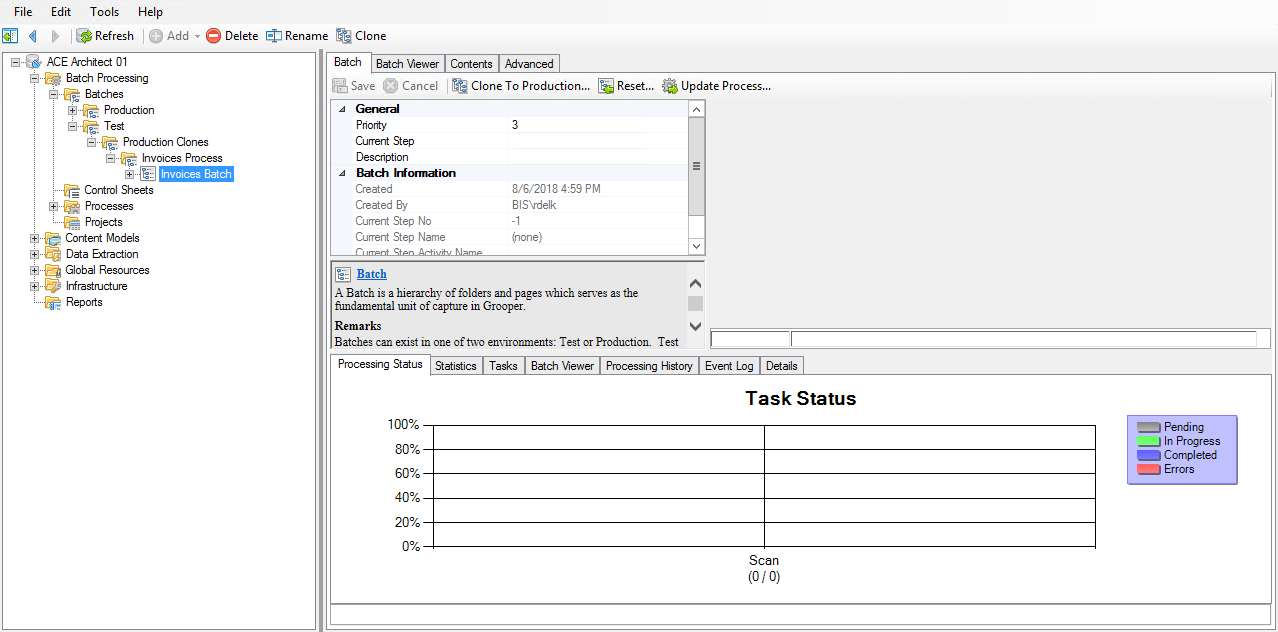 File Edit Tools Help
Refresh Add Delete Rename Clone
ACE Architect 01
Batch Processing
Batches
Production
Test
Production Clones
Invoices Process
Invoices Batch
Control Sheets
Processes
Projects
Content Models
Data Extraction
Global Resources
Infrastructure
Reports
Batch Batch Viewer Contents Advanced
Save Cancel Clone To Production... Reset... Update Process...
General
Priority 3
Current Step
Description
Batch Information
Created 8/6/2018 4:59 PM
Created By BIS\rdelk
Current Step No -1
Current Step Name (none)
Current Step Activity Name
Batch
A Batch is a hierarchy of folders and pages which serves as the
fundamental unit of capture in Grooper.
Remarks
Batches can exist in one of two environments: Test or Production. Test
Processing Status Statistics Tasks Batch Viewer Processing History Event Log Details
Task Status
100%
80%
60%
40%
20%
0%
Scan
(0 / 0)
Pending
In Progress
Completed
Errors